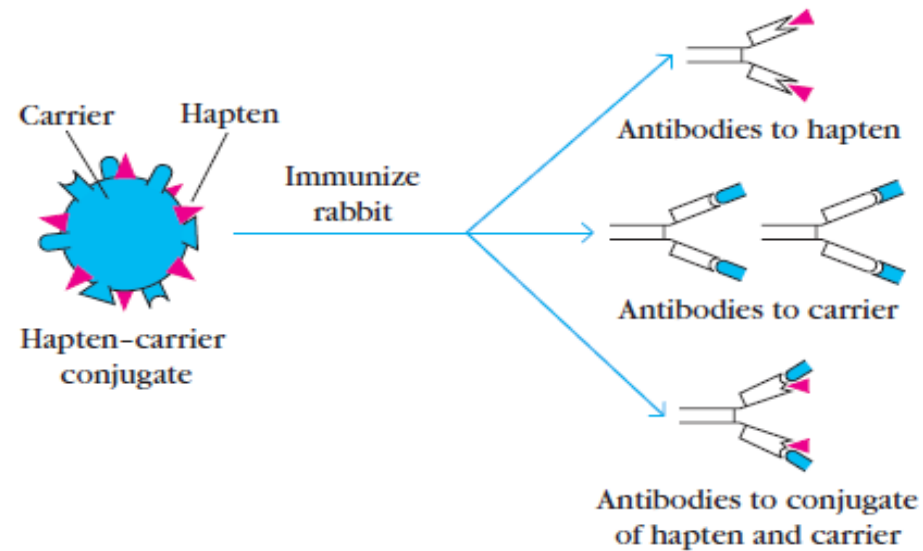 Carrier
Hapten
Hapten–carrier
conjugate
Immunize
rabbit
Antibodies to hapten
Antibodies to carrier
Antibodies to conjugate
of hapten and carrier